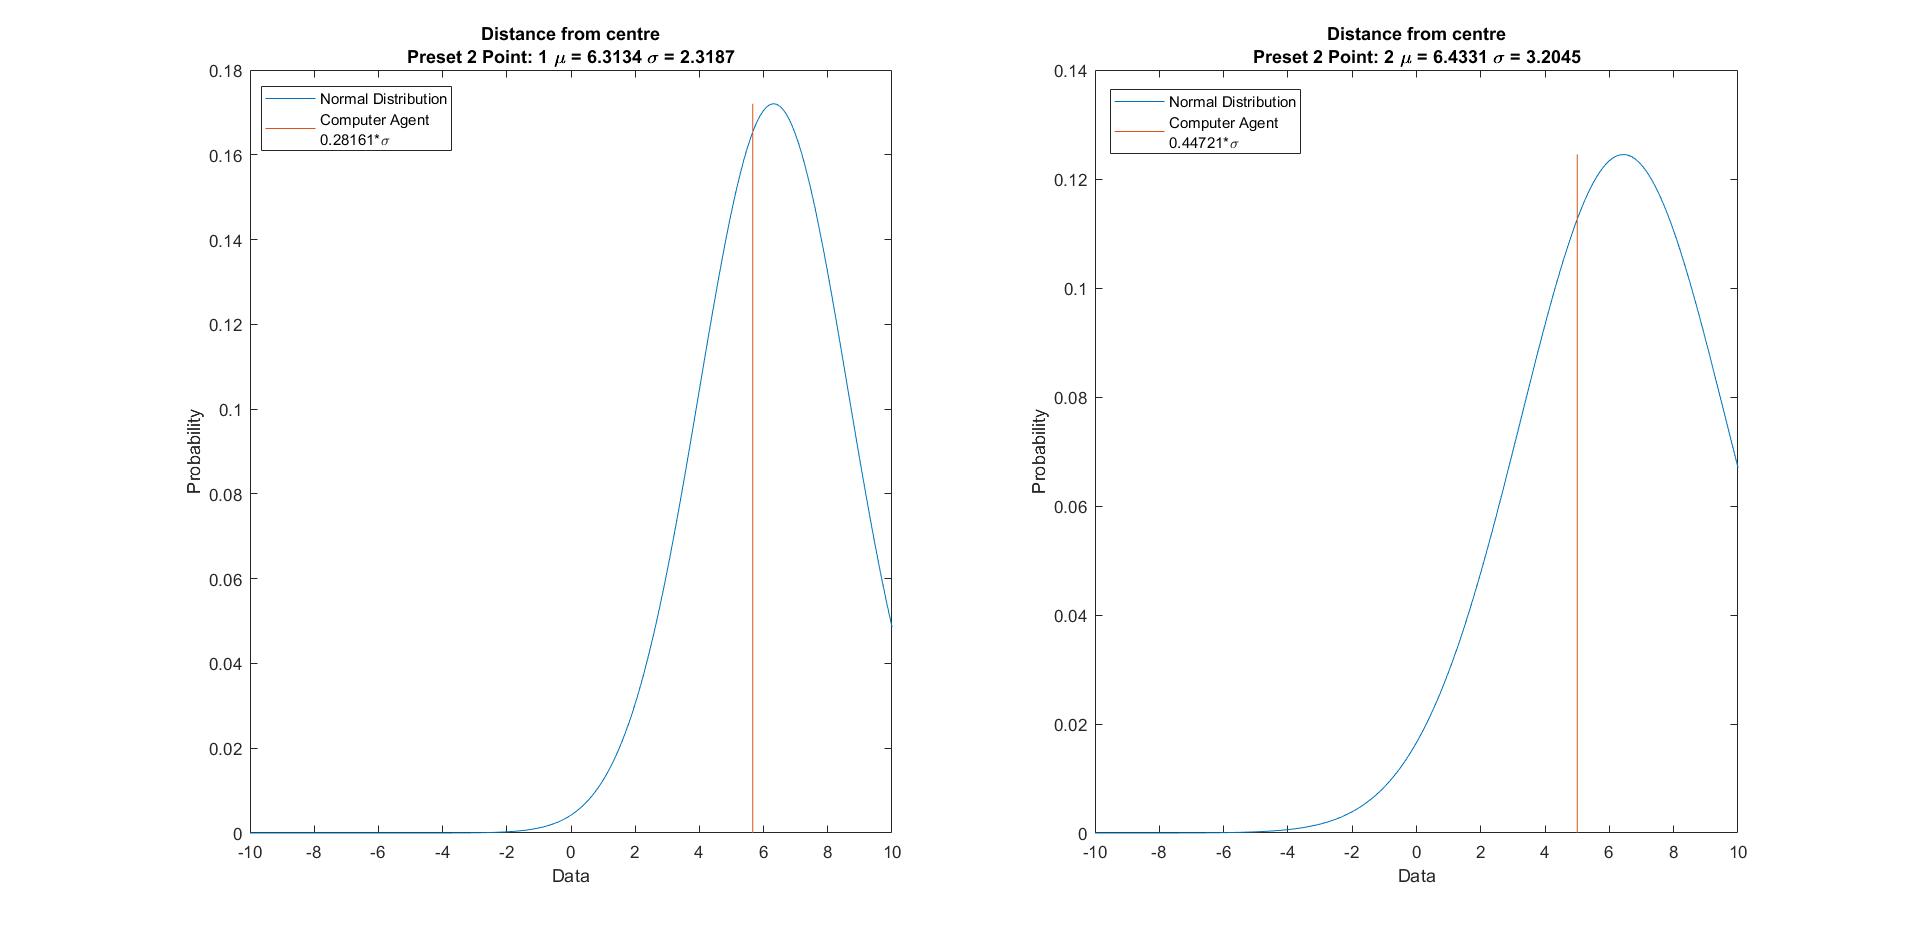 Distance from centre
Preset 2 Point: 1 μ = 6.3134 σ = 2.3187
0.18
0.16
0.14
0.12
0.1
0.08
0.06
0.04
0.02
0
Probability
Normal Distribution
Computer Agent
0.28161*σ
-10 -8 -6 -4 -2 0 2 4 6 8 10
Data
Distance from centre
Preset 2 Point: 2 μ = 6.4331 σ = 3.2045
0.14
0.12
0.1
0.08
0.06
0.04
0.02
0
Probability
Normal Distribution
Computer Agent
0.44721*σ
-10 -8 -6 -4 -2 0 2 4 6 8 10
Data